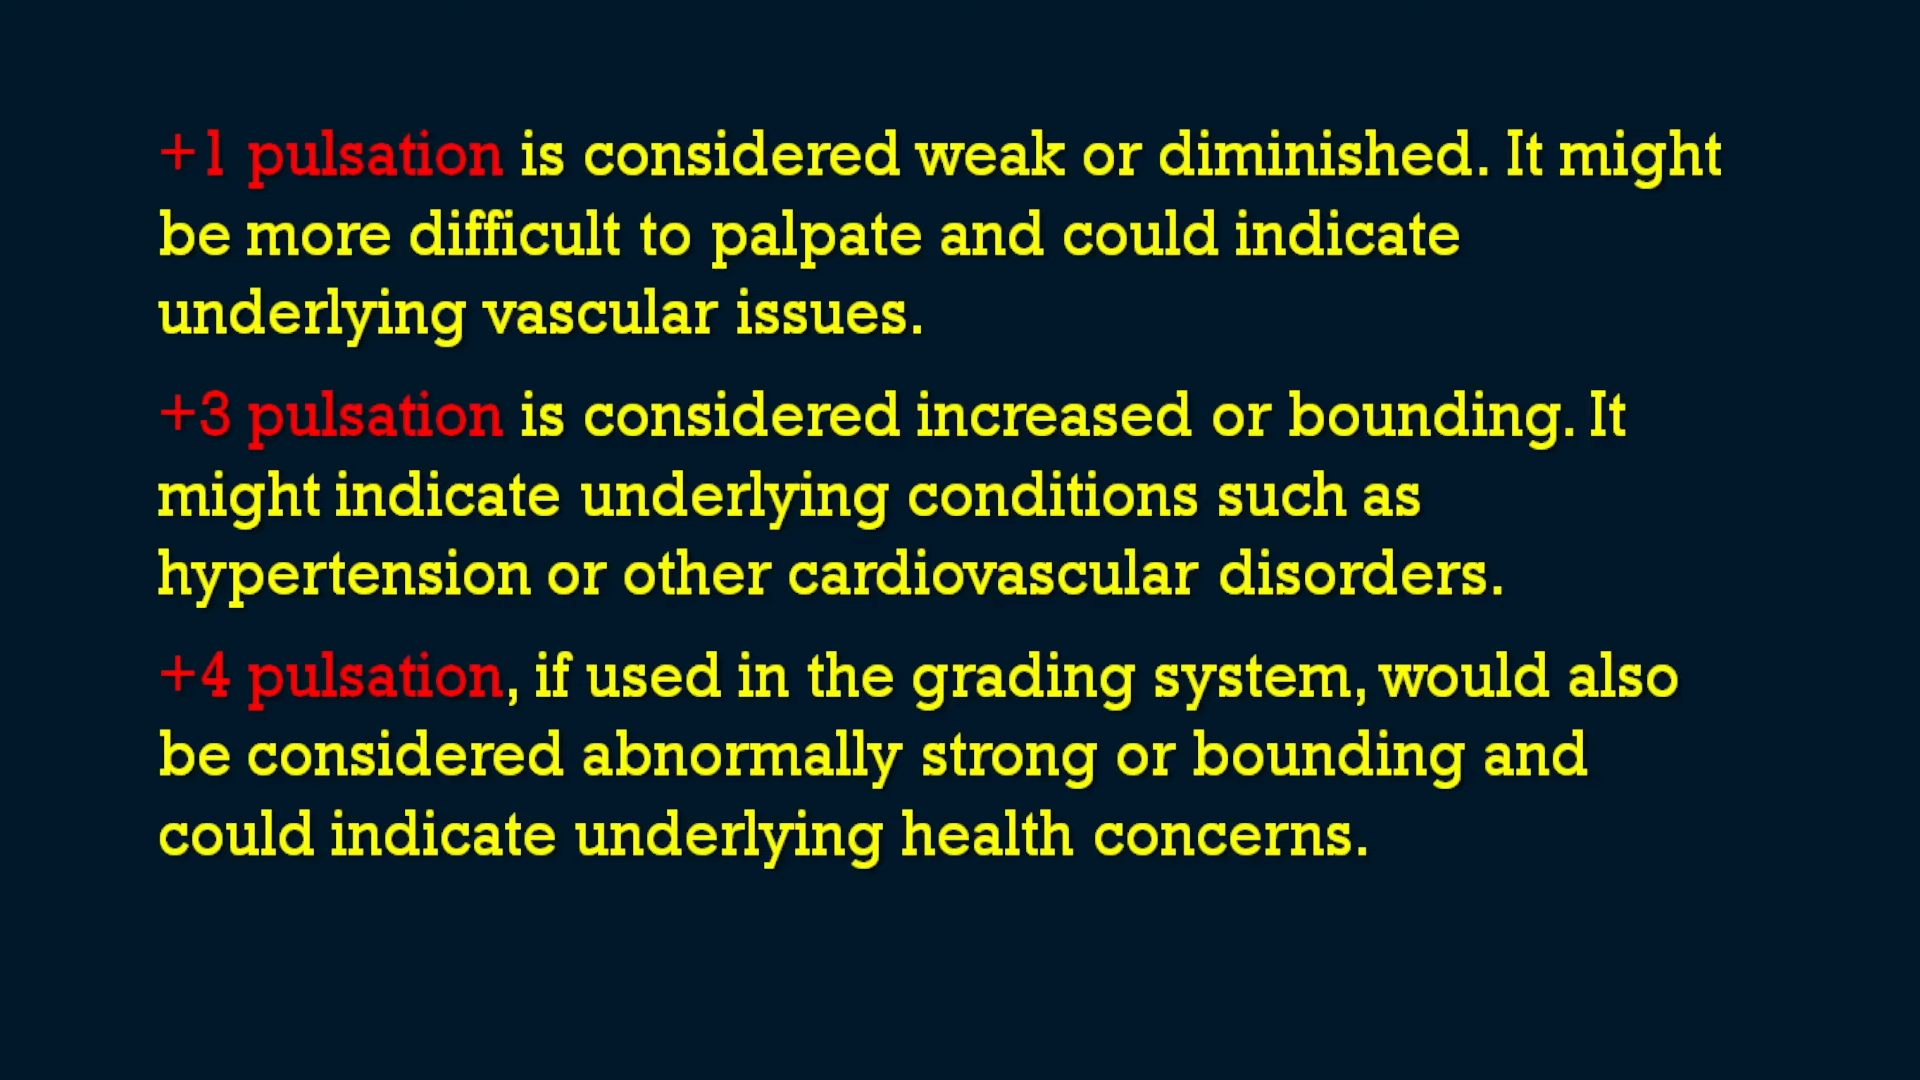 +1 pulsation is considered weak or diminished. It might
be more difficult to palpate and could indicate
underlying vascular issues.
+3 pulsation is considered increased or bounding. It
might indicate underlying conditions such as
hypertension or other cardiovascular disorders.
+4 pulsation, if used in the grading system, would also
be considered abnormally strong or bounding and
could indicate underlying health concerns.